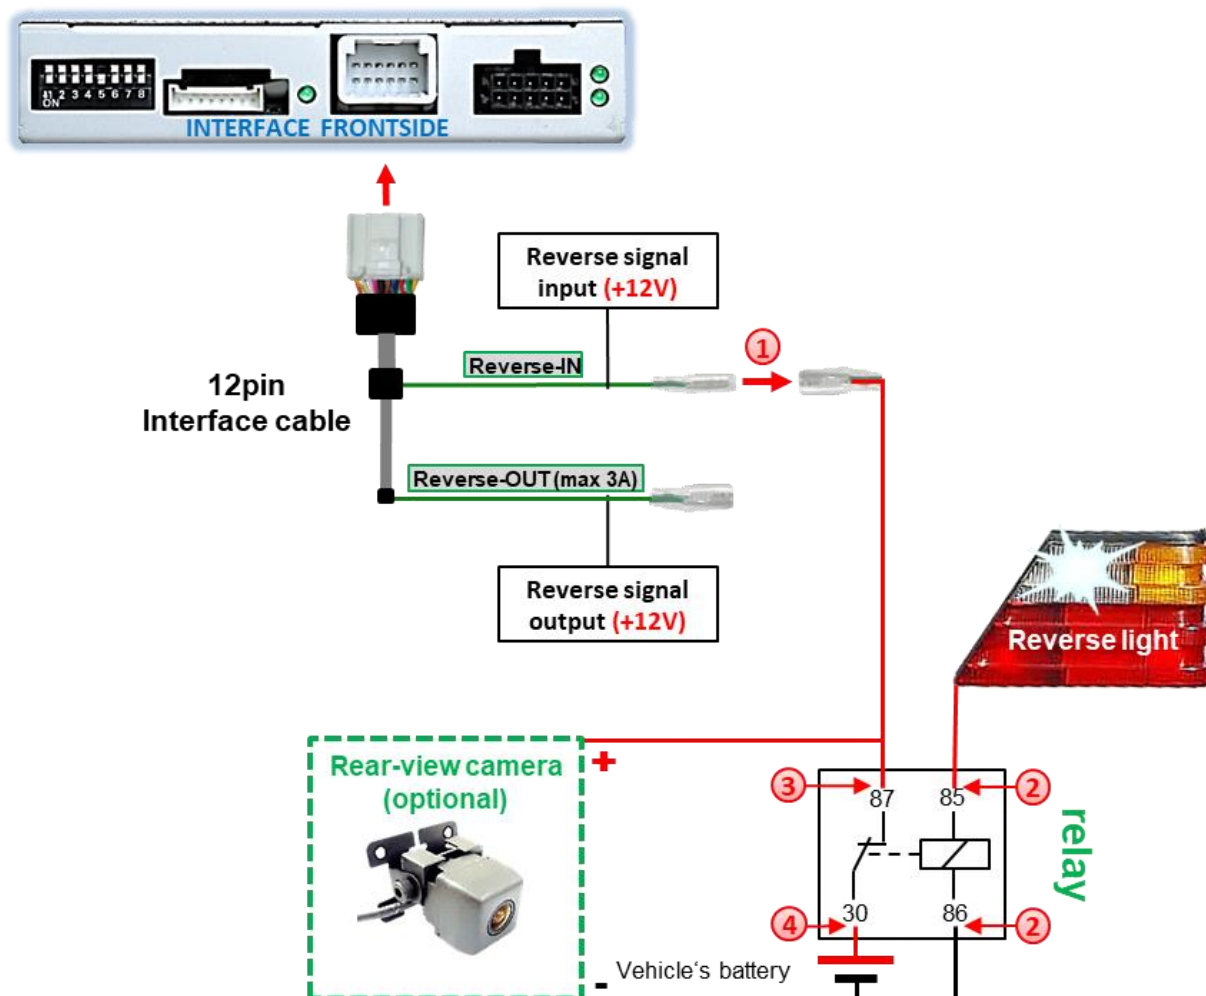 1 2 3 4 5 6 7 8
ON
INTERFACE FRONTSIDE
Reverse signal
input (+12V)
1
Reverse-IN
12pin
Interface cable
Reverse-OUT (max 3A)
Reverse signal
output (+12V)
Reverse light
Rear-view camera
(optional)
+
3
87
85
2
relay
4
30
86
2
Vehicle‘s battery
-